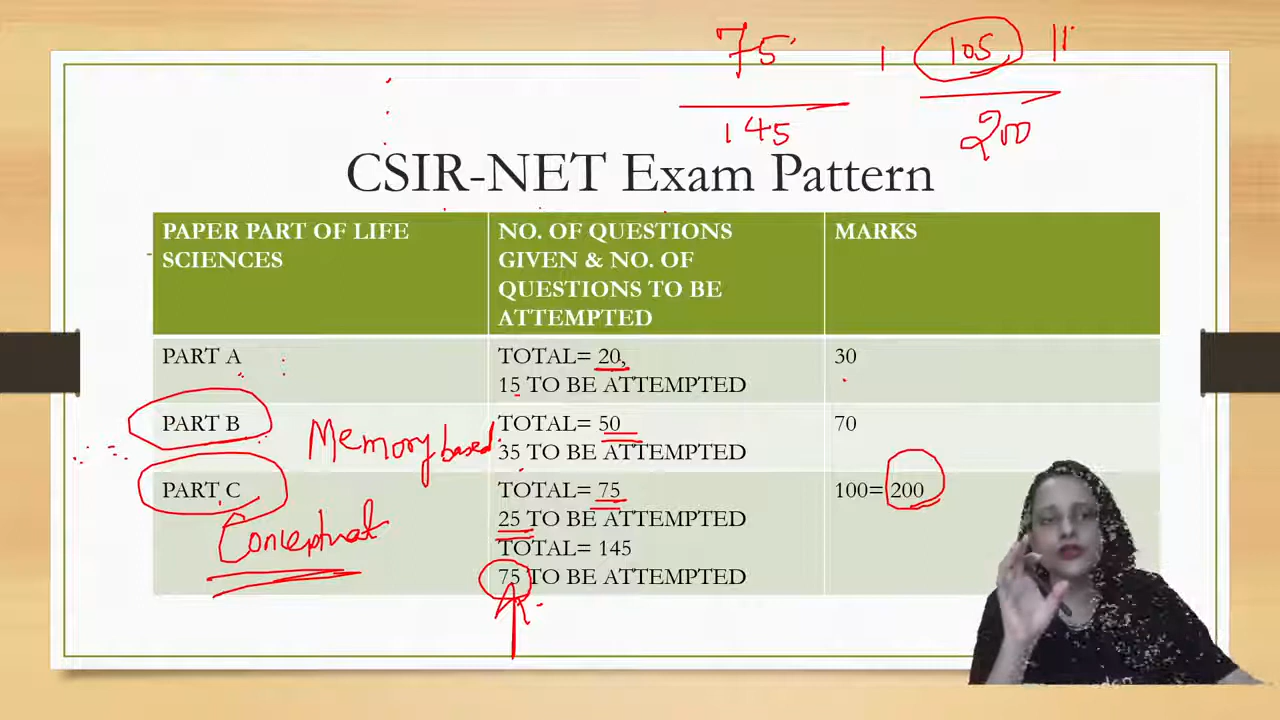 75
145
105
200
CSIR-NET Exam Pattern
PAPER PART OF LIFE
SCIENCES
NO. OF QUESTIONS
GIVEN & NO. OF
QUESTIONS TO BE
ATTEMPTED
MARKS
PART A
TOTAL= 20,
15 TO BE ATTEMPTED
30
PART B
Memory based
TOTAL= 50
35 TO BE ATTEMPTED
70
PART C
Conceptual
TOTAL= 75
25 TO BE ATTEMPTED
TOTAL= 145
75 TO BE ATTEMPTED
100= 200